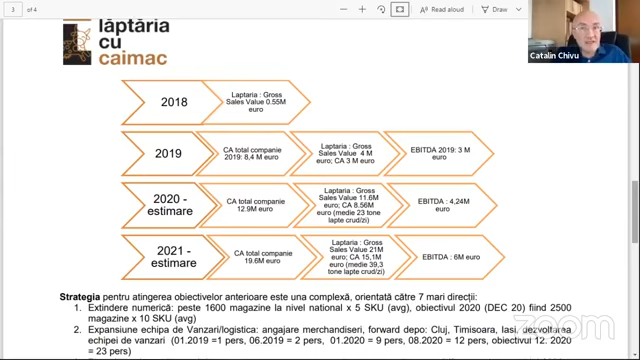 3 of 4
Read aloud
Draw
lăptăria
cu
caimac
Catalin Chivu
2018
Laptaria : Gross
Sales Value 0.55M
euro
2019
CA total companie
2019: 8,4 M euro
Laptaria : Gross
Sales Value 4 M
euro; CA 3 M euro
EBITDA 2019: 3 M
euro
2020 -
estimare
CA total companie
12.9M euro
Laptaria : Gross
Sales Value 11.6M
euro; CA 8.56M
euro (medie 23 tone
lapte crud/zi)
EBITDA : 4,24M
euro
2021 -
estimare
CA total companie
19.6M euro
Laptaria : Gross
Sales Value 21M
euro; CA 15,1M
euro (medie 39,3
tone lapte crud/zi)
EBITDA : 6M euro
Strategia pentru atingerea obiectivelor anterioare este una complexă, orientată către 7 mari direcții:
1. Extindere numerică: peste 1600 magazine la nivel national x 5 SKU (avg), obiectivul 2020 (DEC 20) fiind 2500
magazine x 10 SKU (avg)
2. Expansiune echipa de Vanzari/logistica: angajare merchandiseri, forward depo: Cluj, Timisoara, Iasi, dezvoltarea
echipei de vanzari (01.2019 =1 pers, 06.2019 = 2 pers, 01.2020 = 9 pers, 08.2020 = 12 pers, obiectivul 12. 2020
= 23 pers)
zoom